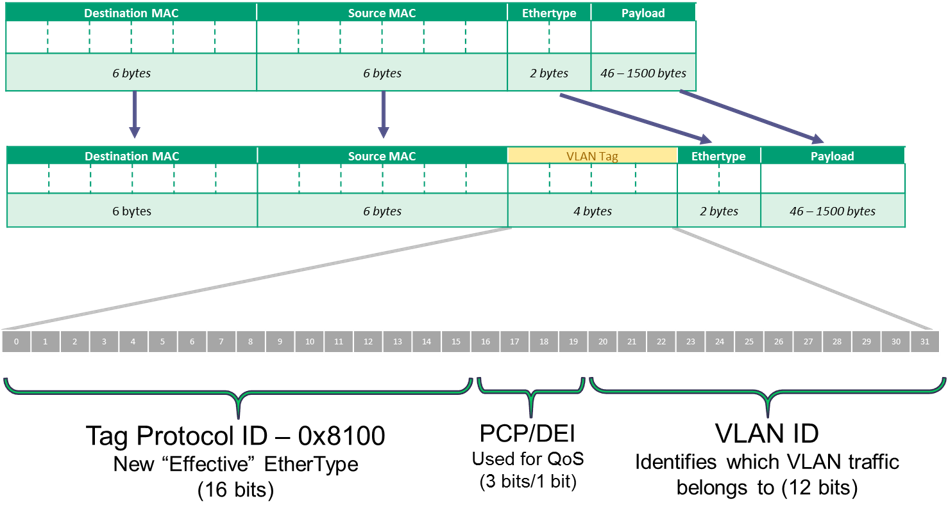 Destination MAC Source MAC Ethertype Payload
6 bytes 6 bytes 2 bytes 46 – 1500 bytes
Destination MAC Source MAC VLAN Tag Ethertype Payload
6 bytes 6 bytes 4 bytes 2 bytes 46 – 1500 bytes
0 1 2 3 4 5 6 7 8 9 10 11 12 13 14 15 16 17 18 19 20 21 22 23 24 25 26 27 28 29 30 31
Tag Protocol ID – 0x8100
New “Effective” EtherType
(16 bits)
PCP/DEI
Used for QoS
(3 bits/1 bit)
VLAN ID
Identifies which VLAN traffic
belongs to (12 bits)